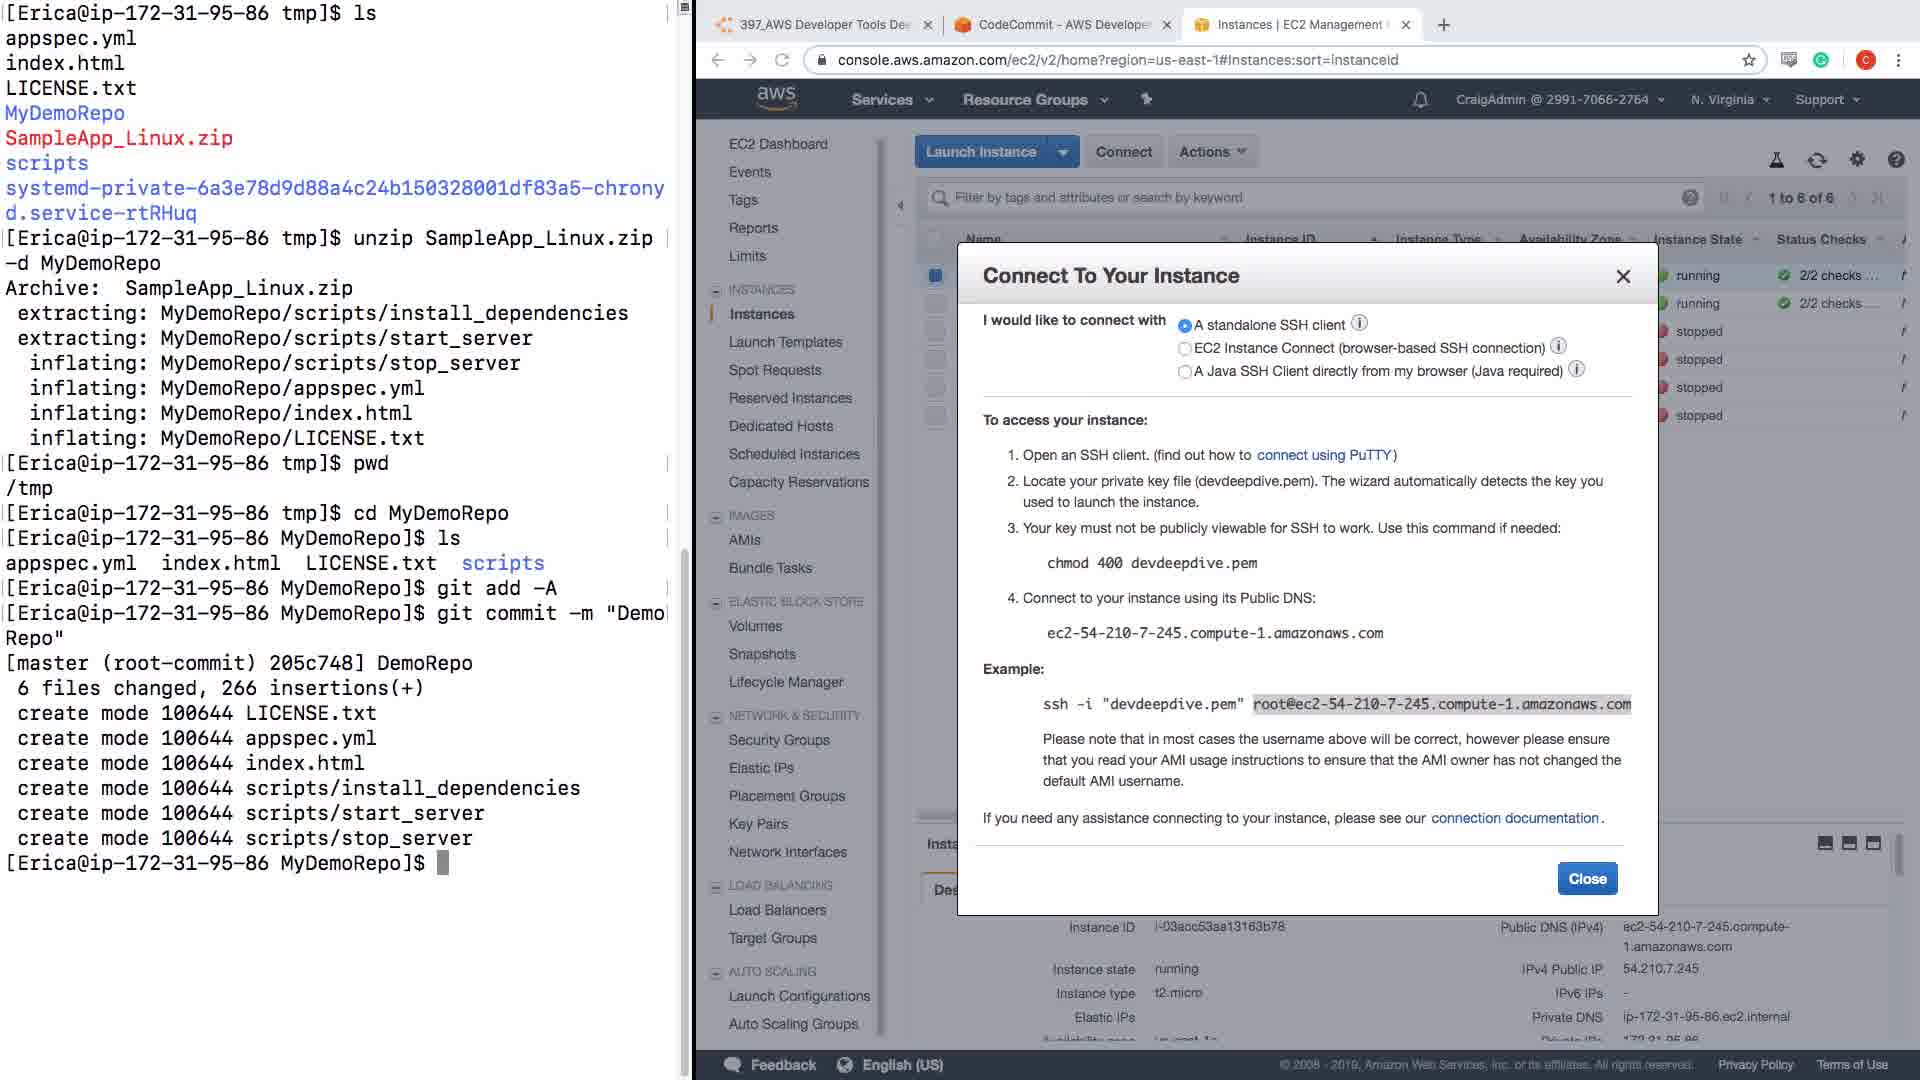 [Erica@ip-172-31-95-86 tmp]$ ls
appspec.yml
index.html
LICENSE.txt
MyDemoRepo
SampleApp_Linux.zip
scripts
systemd-private-6a3e78d9d88a4c24b150328001df83a5-chrony
d.service-rtRHuq
[Erica@ip-172-31-95-86 tmp]$ unzip SampleApp_Linux.zip
-d MyDemoRepo
Archive:  SampleApp_Linux.zip
extracting: MyDemoRepo/scripts/install_dependencies
extracting: MyDemoRepo/scripts/start_server
inflating: MyDemoRepo/scripts/stop_server
inflating: MyDemoRepo/appspec.yml
inflating: MyDemoRepo/index.html
inflating: MyDemoRepo/LICENSE.txt
[Erica@ip-172-31-95-86 tmp]$ pwd
/tmp
[Erica@ip-172-31-95-86 tmp]$ cd MyDemoRepo
[Erica@ip-172-31-95-86 MyDemoRepo]$ ls
appspec.yml  index.html  LICENSE.txt  scripts
[Erica@ip-172-31-95-86 MyDemoRepo]$ git add -A
[Erica@ip-172-31-95-86 MyDemoRepo]$ git commit -m "Demo
Repo"
[master (root-commit) 205c748] DemoRepo
6 files changed, 266 insertions(+)
create mode 100644 LICENSE.txt
create mode 100644 appspec.yml
create mode 100644 index.html
create mode 100644 scripts/install_dependencies
create mode 100644 scripts/start_server
create mode 100644 scripts/stop_server
[Erica@ip-172-31-95-86 MyDemoRepo]$
397_AWS Developer Tools Dee
CodeCommit - AWS Developer
Instances | EC2 Management
console.aws.amazon.com/ec2/v2/home?region=us-east-1#Instances:sort=instanceId
C
aws
Services
Resource Groups
CraigAdmin @ 2991-7066-2764
N. Virginia
Support
EC2 Dashboard
Events
Tags
Reports
Limits
INSTANCES
Instances
Launch Templates
Spot Requests
Reserved Instances
Dedicated Hosts
Scheduled Instances
Capacity Reservations
IMAGES
AMIs
Bundle Tasks
ELASTIC BLOCK STORE
Volumes
Snapshots
Lifecycle Manager
NETWORK & SECURITY
Security Groups
Elastic IPs
Placement Groups
Key Pairs
Network Interfaces
LOAD BALANCING
Load Balancers
Target Groups
AUTO SCALING
Launch Configurations
Auto Scaling Groups
Launch Instance
Connect
Actions
Filter by tags and attributes or search by keyword
1 to 6 of 6
Name Instance ID Instance Type Availability Zone Instance State Status Checks
running 2/2 checks ...
running 2/2 checks ...
stopped
stopped
stopped
stopped
Connect To Your Instance
I would like to connect with
A standalone SSH client
EC2 Instance Connect (browser-based SSH connection)
A Java SSH Client directly from my browser (Java required)
To access your instance:
1. Open an SSH client. (find out how to connect using PuTTY)
2. Locate your private key file (devdeepdive.pem). The wizard automatically detects the key you
used to launch the instance.
3. Your key must not be publicly viewable for SSH to work. Use this command if needed:
chmod 400 devdeepdive.pem
4. Connect to your instance using its Public DNS:
ec2-54-210-7-245.compute-1.amazonaws.com
Example:
ssh -i "devdeepdive.pem" root@ec2-54-210-7-245.compute-1.amazonaws.com
Please note that in most cases the username above will be correct, however please ensure
that you read your AMI usage instructions to ensure that the AMI owner has not changed the
default AMI username.
If you need any assistance connecting to your instance, please see our connection documentation.
Close
Insta
Des
Instance ID i-03acc53aa13163b78
Public DNS (IPv4) ec2-54-210-7-245.compute-
1.amazonaws.com
Instance state running
IPv4 Public IP 54.210.7.245
Instance type t2.micro
IPv6 IPs -
Elastic IPs
Private DNS ip-172-31-95-86.ec2.internal
Feedback
English (US)
© 2008 - 2019, Amazon Web Services, Inc. or its affiliates. All rights reserved.
Privacy Policy
Terms of Use